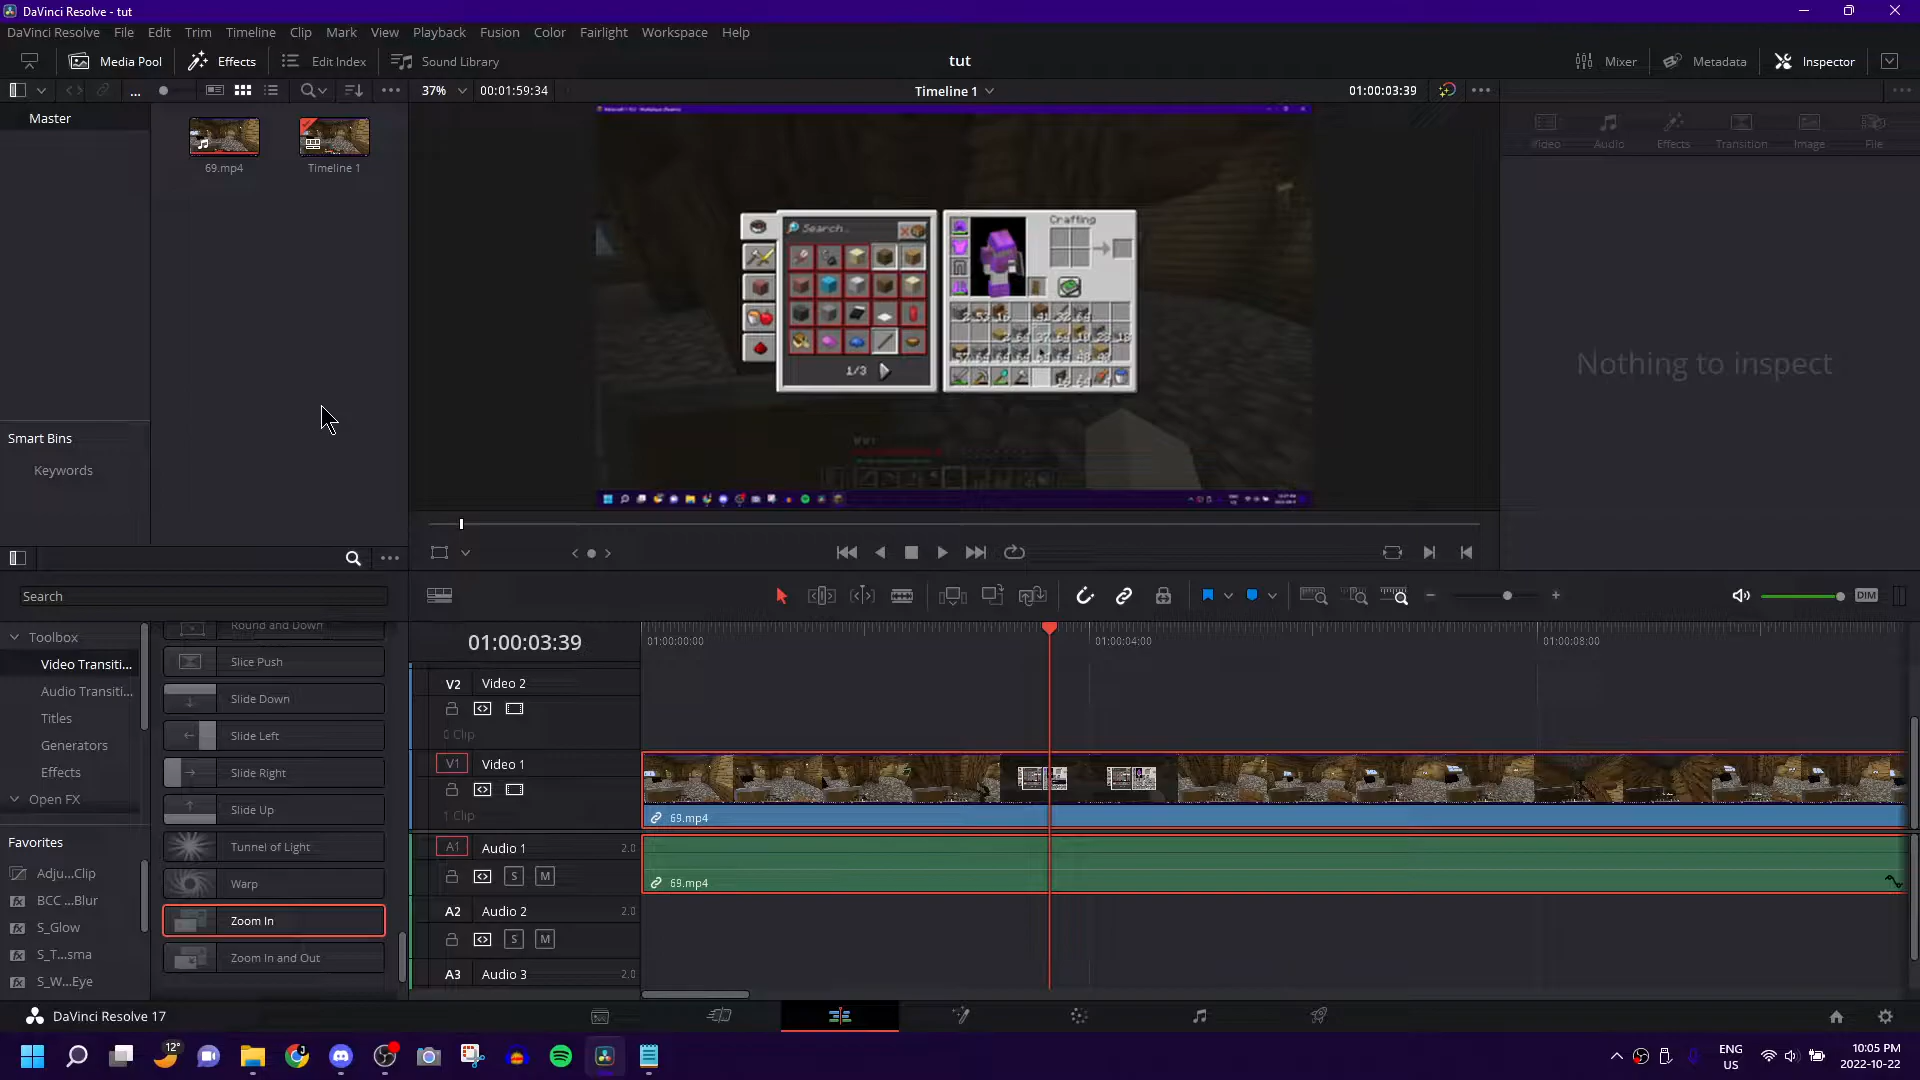 DaVinci Resolve - tut
DaVinci Resolve File Edit Trim Timeline Clip Mark View Playback Fusion Color Fairlight Workspace Help
Media Pool Effects Edit Index Sound Library tut Mixer Metadata Inspector
... 37% 00:01:59:34 Timeline 1 01:00:03:39
Master
69.mp4 Timeline 1
Video Audio Effects Transition Image File
Search...
Crafting
1/3
Nothing to inspect
Smart Bins
Keywords
Search
DIM
Toolbox
Video Transiti...
Audio Transiti...
Titles
Generators
Effects
Open FX
Favorites
Adju...Clip
BCC ...Blur
S_Glow
S_T...sma
S_W...Eye
Round and Down
Slice Push
Slide Down
Slide Left
Slide Right
Slide Up
Tunnel of Light
Warp
Zoom In
Zoom In and Out
01:00:03:39
01:00:00:00 01:00:04:00 01:00:08:00
V2 Video 2
0 Clip
V1 Video 1
1 Clip
69.mp4
A1 Audio 1 2.0
S M
69.mp4
A2 Audio 2 2.0
S M
A3 Audio 3 2.0
DaVinci Resolve 17
12°
ENG
US
10:05 PM
2022-10-22